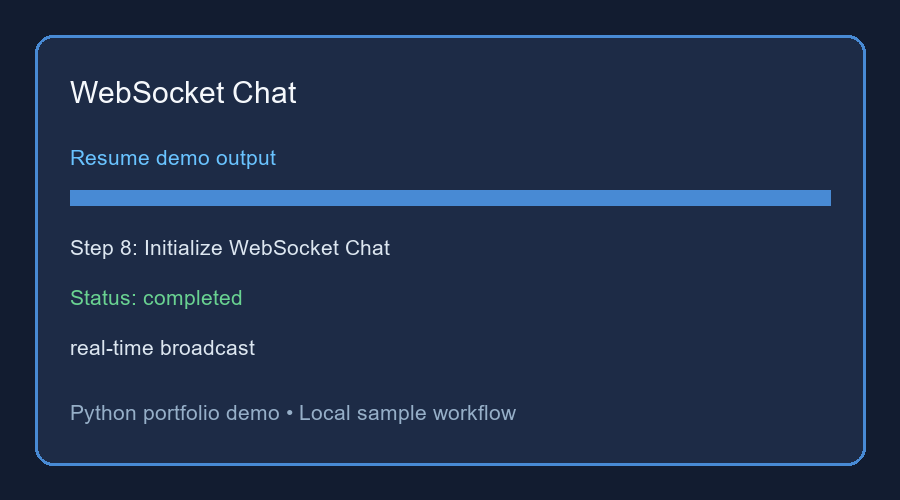 WebSocket Chat
Resume demo output
Step 8: Initialize WebSocket Chat
Status: completed
real-time broadcast
Python portfolio demo • Local sample workflow